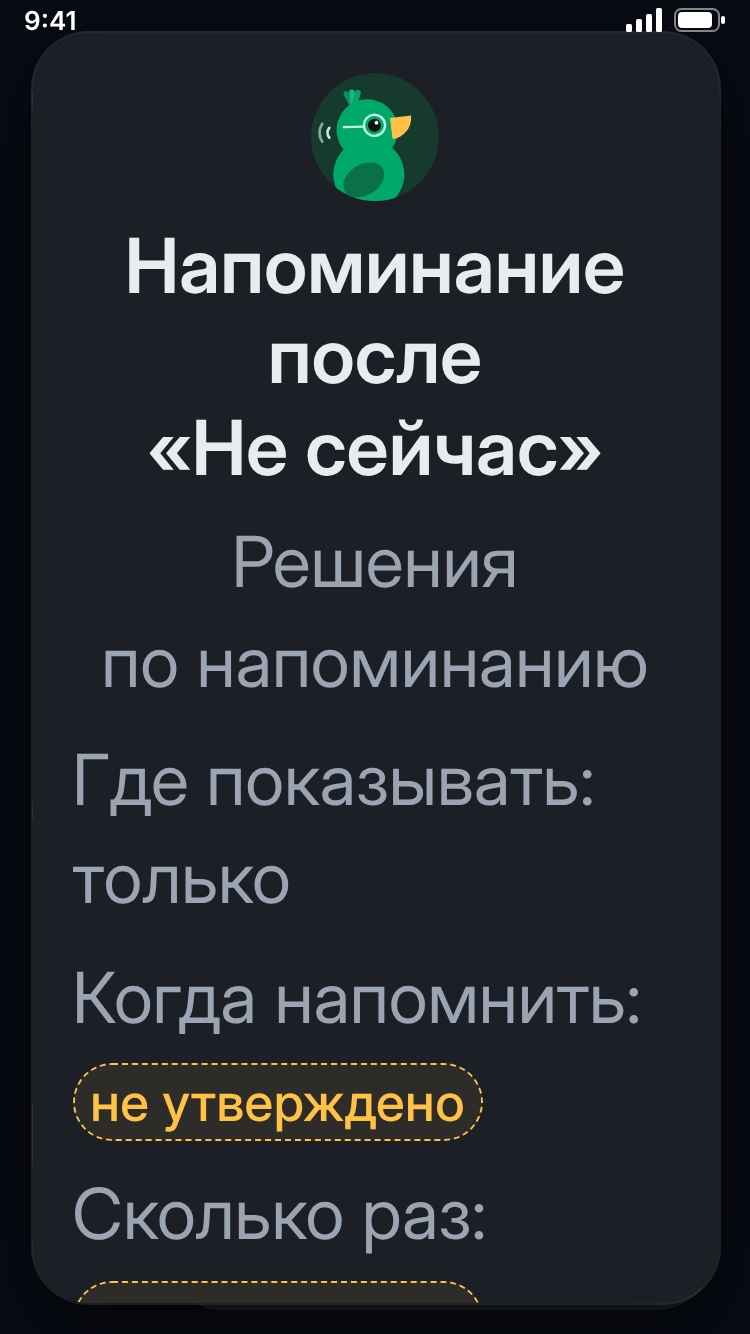 9:41
Напоминание
после
«Не сейчас»
Решения
по напоминанию
Где показывать:
только
Когда напомнить:
не утверждено
Сколько раз: